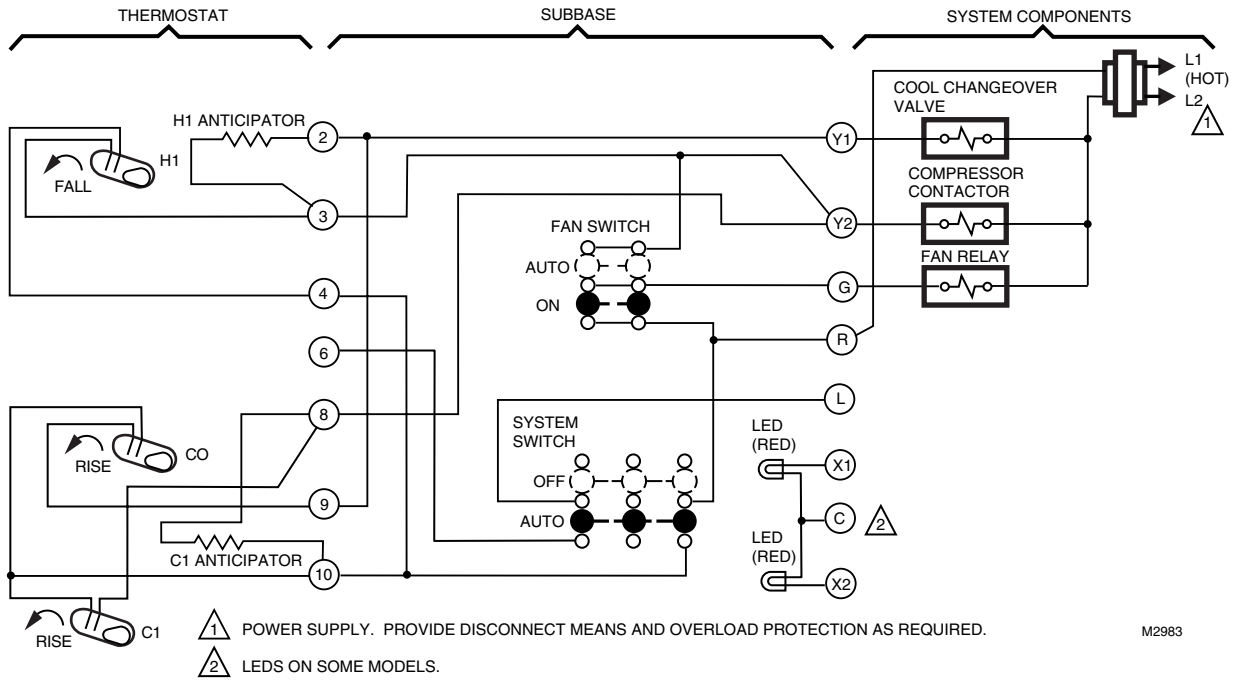 THERMOSTAT
SUBBASE
SYSTEM COMPONENTS
L1
(HOT)
L2
1
COOL CHANGEOVER
VALVE
H1 ANTICIPATOR
2
Y1
H1
FALL
COMPRESSOR
CONTACTOR
3
Y2
FAN SWITCH
FAN RELAY
AUTO
4
G
ON
6
R
L
8
SYSTEM
SWITCH
LED
(RED)
CO
RISE
X1
OFF
9
AUTO
C
2
LED
(RED)
C1 ANTICIPATOR
10
X2
C1
RISE
1 POWER SUPPLY. PROVIDE DISCONNECT MEANS AND OVERLOAD PROTECTION AS REQUIRED.
M2983
2 LEDS ON SOME MODELS.